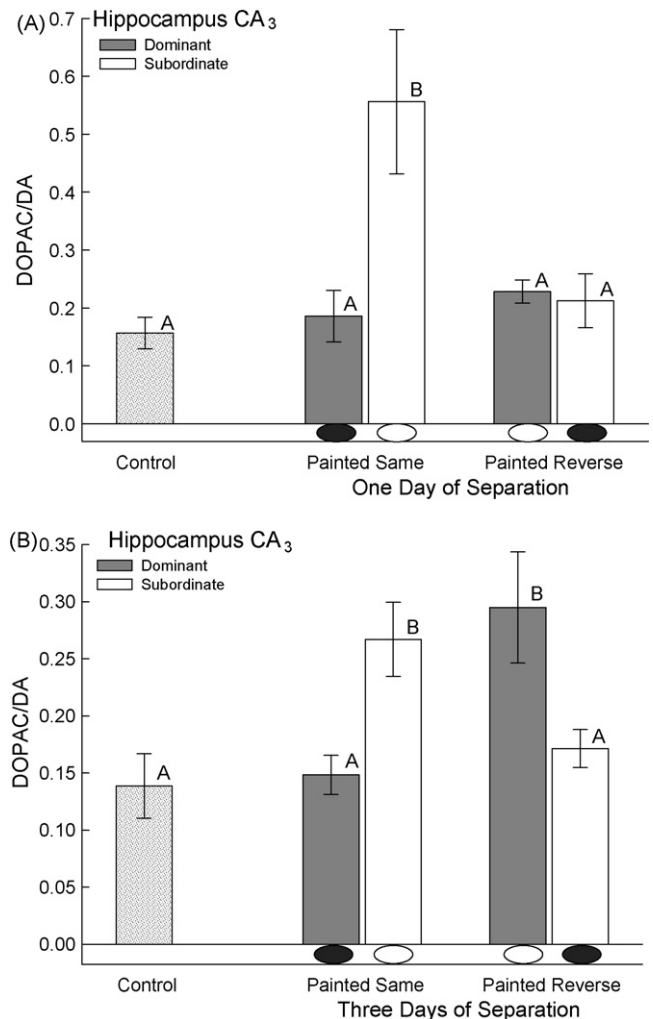 (A) Hippocampus CA3
Dominant
Subordinate
0.7
0.6
0.5
0.4
0.3
0.2
0.1
0.0
DOPAC/DA
A
A
B
A
A
Control
Painted Same
Painted Reverse
One Day of Separation
(B) Hippocampus CA3
Dominant
Subordinate
0.35
0.30
0.25
0.20
0.15
0.10
0.05
0.00
DOPAC/DA
A
A
B
B
A
Control
Painted Same
Painted Reverse
Three Days of Separation